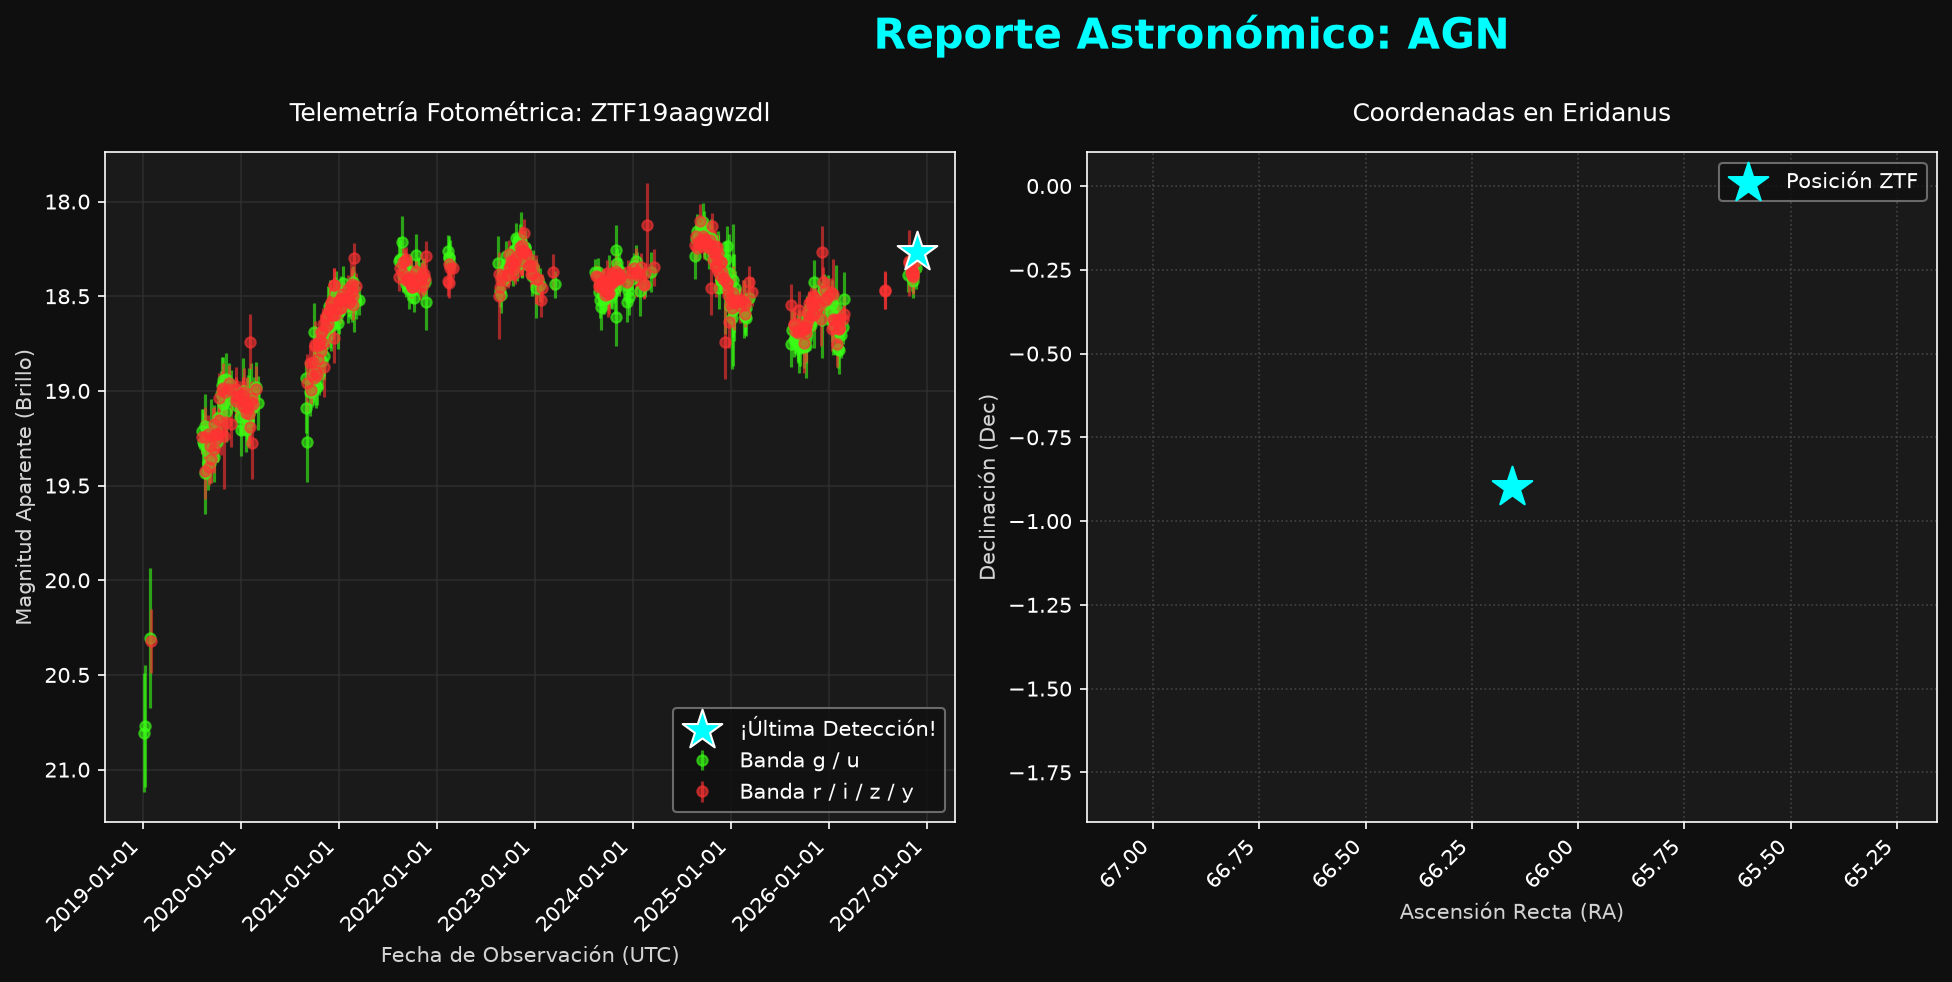 Reporte Astronómico: AGN
Telemetría Fotométrica: ZTF19aagwzdl
Magnitud Aparente (Brillo)
18.0
18.5
19.0
19.5
20.0
20.5
21.0
¡Última Detección!
Banda g / u
Banda r / i / z / y
2019-01-01
2020-01-01
2021-01-01
2022-01-01
2023-01-01
2024-01-01
2025-01-01
2026-01-01
2027-01-01
Fecha de Observación (UTC)
Coordenadas en Eridanus
Declinación (Dec)
0.00
−0.25
−0.50
−0.75
−1.00
−1.25
−1.50
−1.75
Posición ZTF
67.00
66.75
66.50
66.25
66.00
65.75
65.50
65.25
Ascensión Recta (RA)